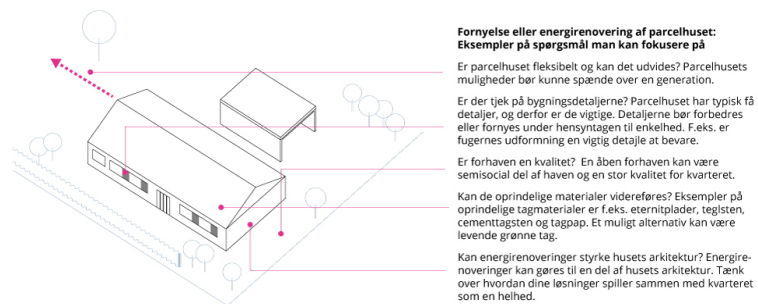 Fornyelse eller energirenovering af parcelhuset:
Eksempler på spørgsmål man kan fokusere på
Er parcelhuset fleksibelt og kan det udvides? Parcelhusets
muligheder bør kunne spænde over en generation.
Er der tjek på bygningsdetaljerne? Parcelhuset har typisk få
detaljer, og derfor er de vigtige. Detaljerne bør forbedres
eller fornyes under hensyntagen til enkelhed. F.eks. er
fugernes udformning en vigtig detalje at bevare.
Er forhaven en kvalitet?  En åben forhaven kan være
semisocial del af haven og en stor kvalitet for kvarteret.
Kan de oprindelige materialer videreføres? Eksempler på
oprindelige tagmaterialer er f.eks. eternitplader, teglsten,
cementtagsten og tagpap. Et muligt alternativ kan være
levende grønne tag.
Kan energirenoveringer styrke husets arkitektur? Energire-
noveringer kan gøres til en del af husets arkitektur. Tænk
over hvordan dine løsninger spiller sammen med kvarteret
som en helhed.